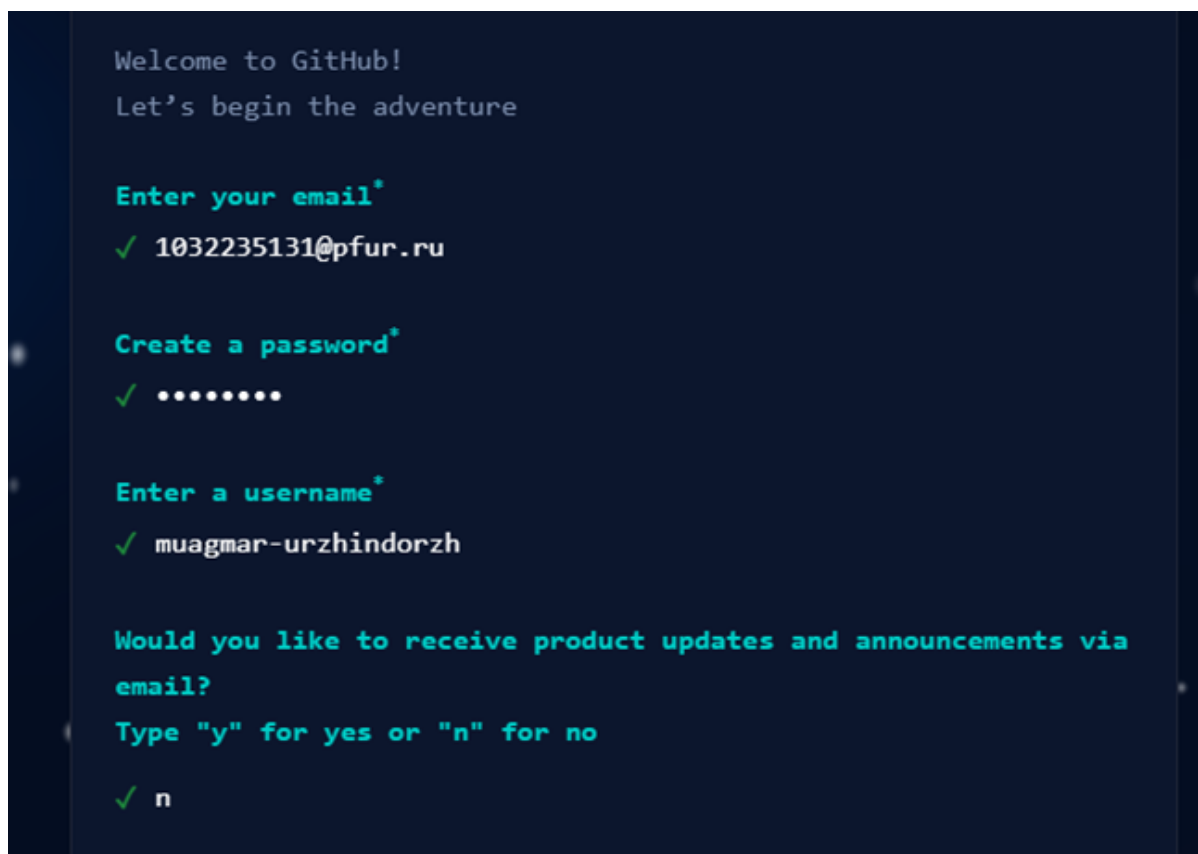 Welcome to GitHub!
Let’s begin the adventure
Enter your email*
✓ 1032235131@pfur.ru
Create a password*
✓ ••••••••
Enter a username*
✓ muagmar-urzhindorzh
Would you like to receive product updates and announcements via
email?
Type "y" for yes or "n" for no
✓ n